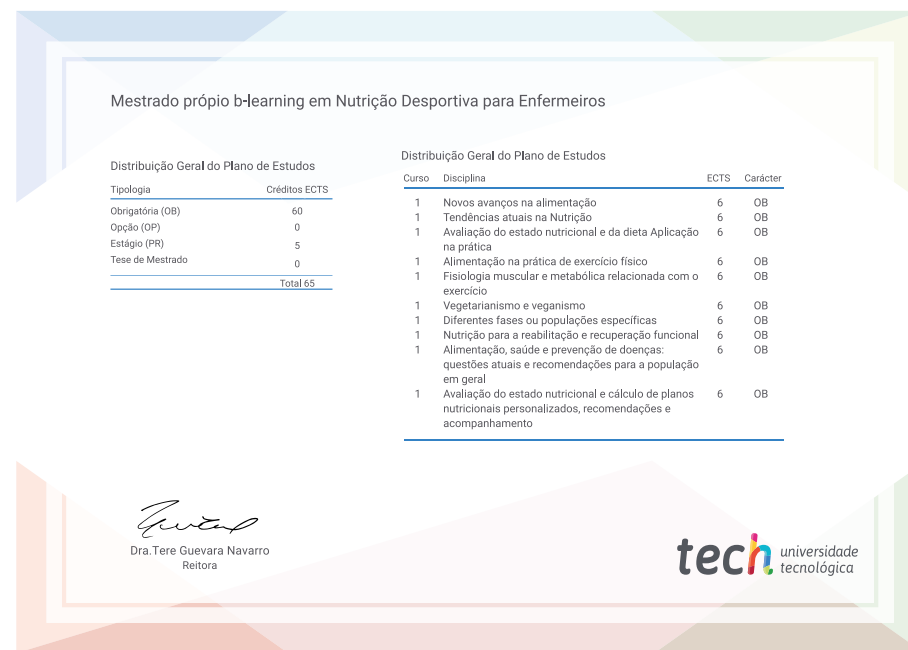 Mestrado própio b-learning em Nutrição Desportiva para Enfermeiros
Distribuição Geral do Plano de Estudos
Tipologia Créditos ECTS
Obrigatória (OB) 60
Opção (OP) 0
Estágio (PR) 5
Tese de Mestrado 0
Total 65
Distribuição Geral do Plano de Estudos
Curso Disciplina ECTS Carácter
1 Novos avanços na alimentação 6 OB
1 Tendências atuais na Nutrição 6 OB
1 Avaliação do estado nutricional e da dieta Aplicação 6 OB
na prática
1 Alimentação na prática de exercício físico 6 OB
1 Fisiologia muscular e metabólica relacionada com o 6 OB
exercício
1 Vegetarianismo e veganismo 6 OB
1 Diferentes fases ou populações específicas 6 OB
1 Nutrição para a reabilitação e recuperação funcional 6 OB
1 Alimentação, saúde e prevenção de doenças: 6 OB
questões atuais e recomendações para a população
em geral
1 Avaliação do estado nutricional e cálculo de planos 6 OB
nutricionais personalizados, recomendações e
acompanhamento
Dra.Tere Guevara Navarro
Reitora
tech universidade
tecnológica